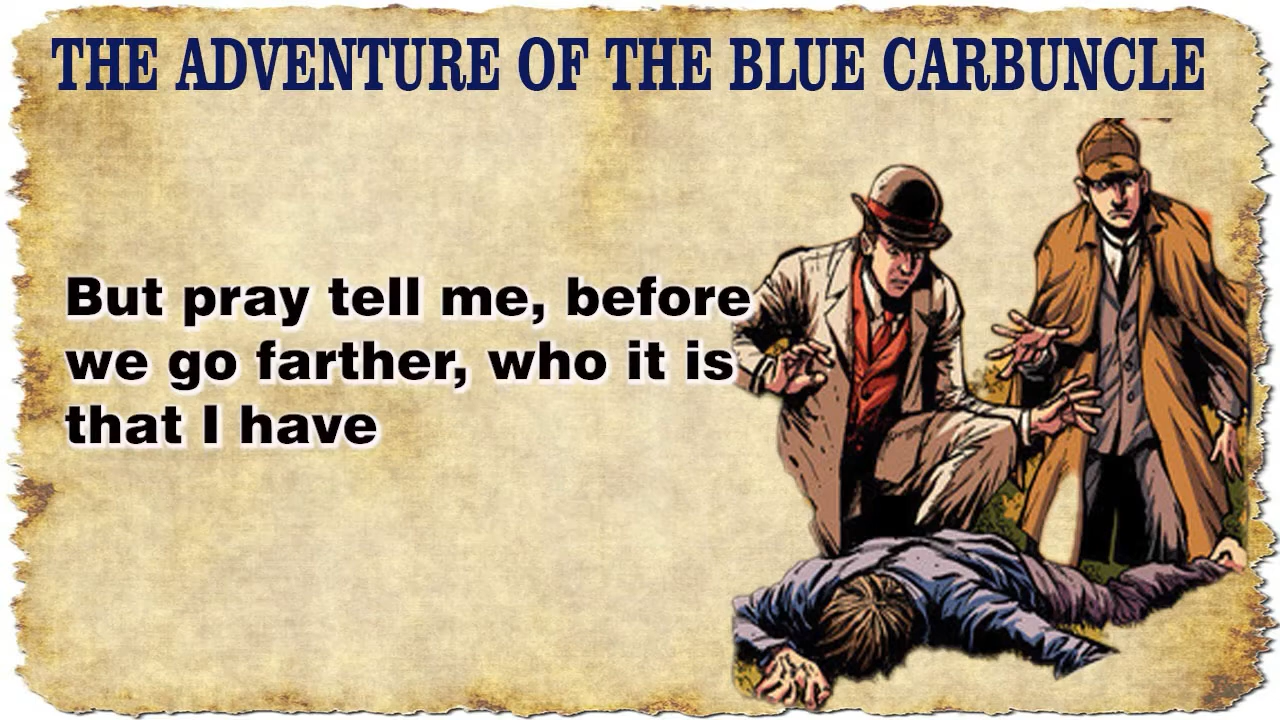 THE ADVENTURE OF THE BLUE CARBUNCLE
But pray tell me, before
we go farther, who it is
that I have